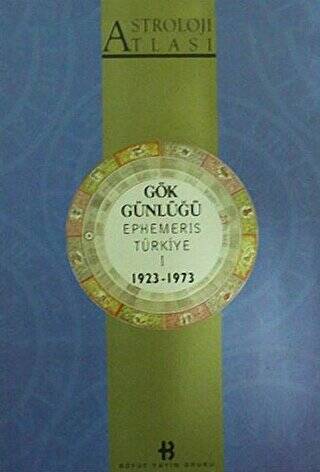 ASTROLOJİ
ATLASI
GÖK
GÜNLÜĞÜ
EPHEMERIS
TÜRKİYE
I
1923-1973
BOYUT YAYIN GRUBU